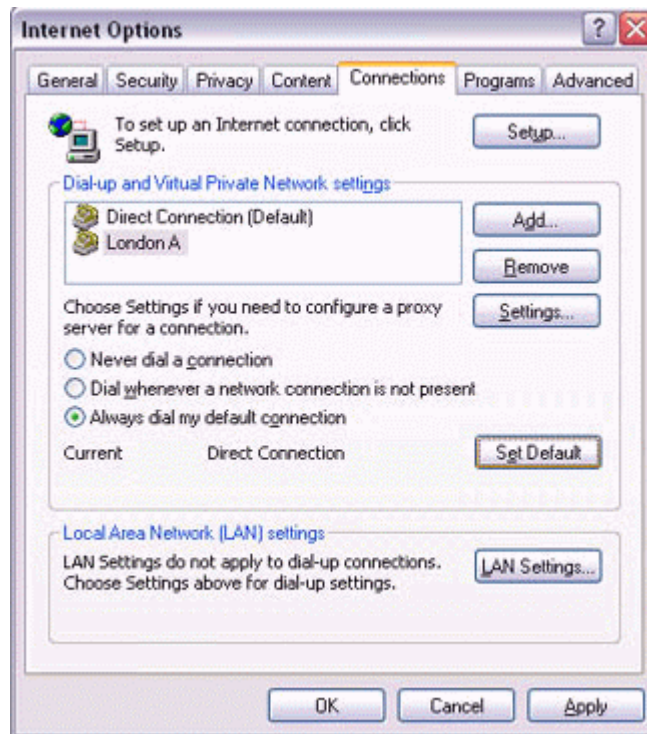 Internet Options
General Security Privacy Content Connections Programs Advanced
To set up an Internet connection, click
Setup.
Setup...
Dial-up and Virtual Private Network settings
Direct Connection (Default)
London A
Add...
Remove
Choose Settings if you need to configure a proxy
server for a connection.
Settings...
Never dial a connection
Dial whenever a network connection is not present
Always dial my default connection
Current Direct Connection
Set Default
Local Area Network (LAN) settings
LAN Settings do not apply to dial-up connections.
Choose Settings above for dial-up settings.
LAN Settings...
OK Cancel Apply